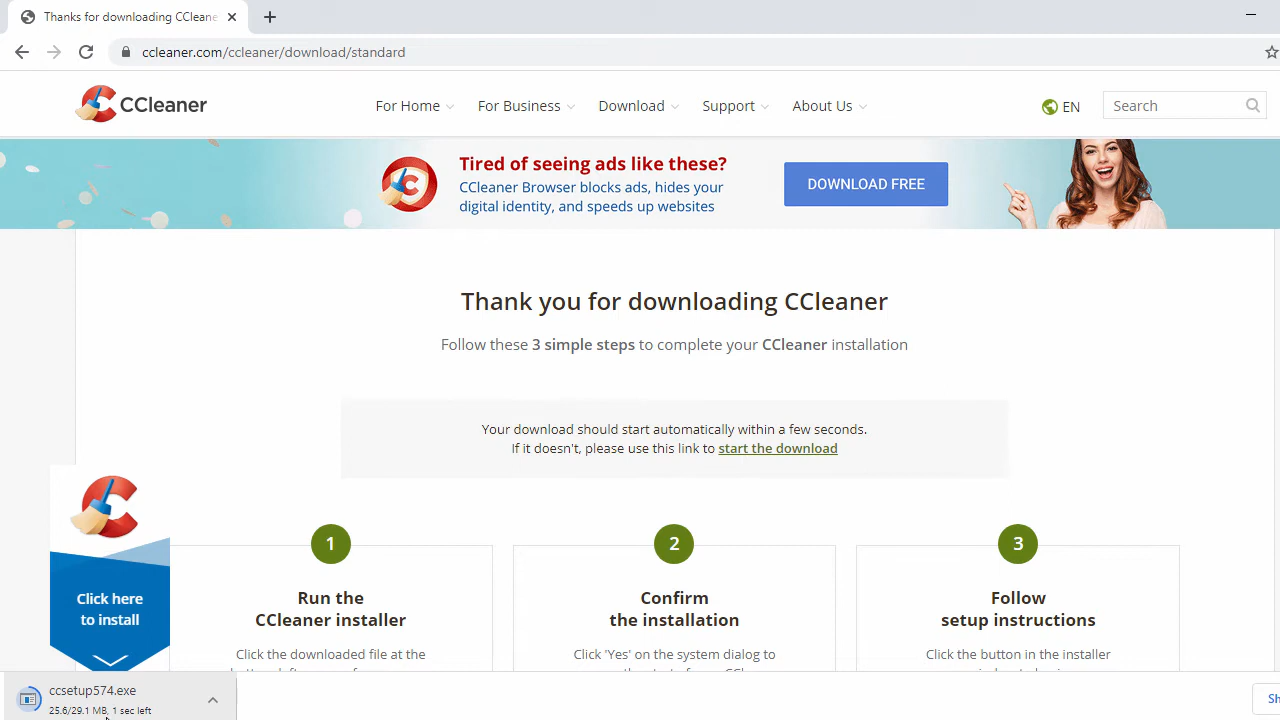 Thanks for downloading CCleane
ccleaner.com/ccleaner/download/standard
CCleaner
For Home
For Business
Download
Support
About Us
EN
Search
Tired of seeing ads like these?
CCleaner Browser blocks ads, hides your
digital identity, and speeds up websites
DOWNLOAD FREE
Thank you for downloading CCleaner
Follow these 3 simple steps to complete your CCleaner installation
Your download should start automatically within a few seconds.
If it doesn't, please use this link to start the download
Click here
to install
1
Run the
CCleaner installer
Click the downloaded file at the
2
Confirm
the installation
Click 'Yes' on the system dialog to
3
Follow
setup instructions
Click the button in the installer
ccsetup574.exe
25.6/29.1 MB, 1 sec left
Sh